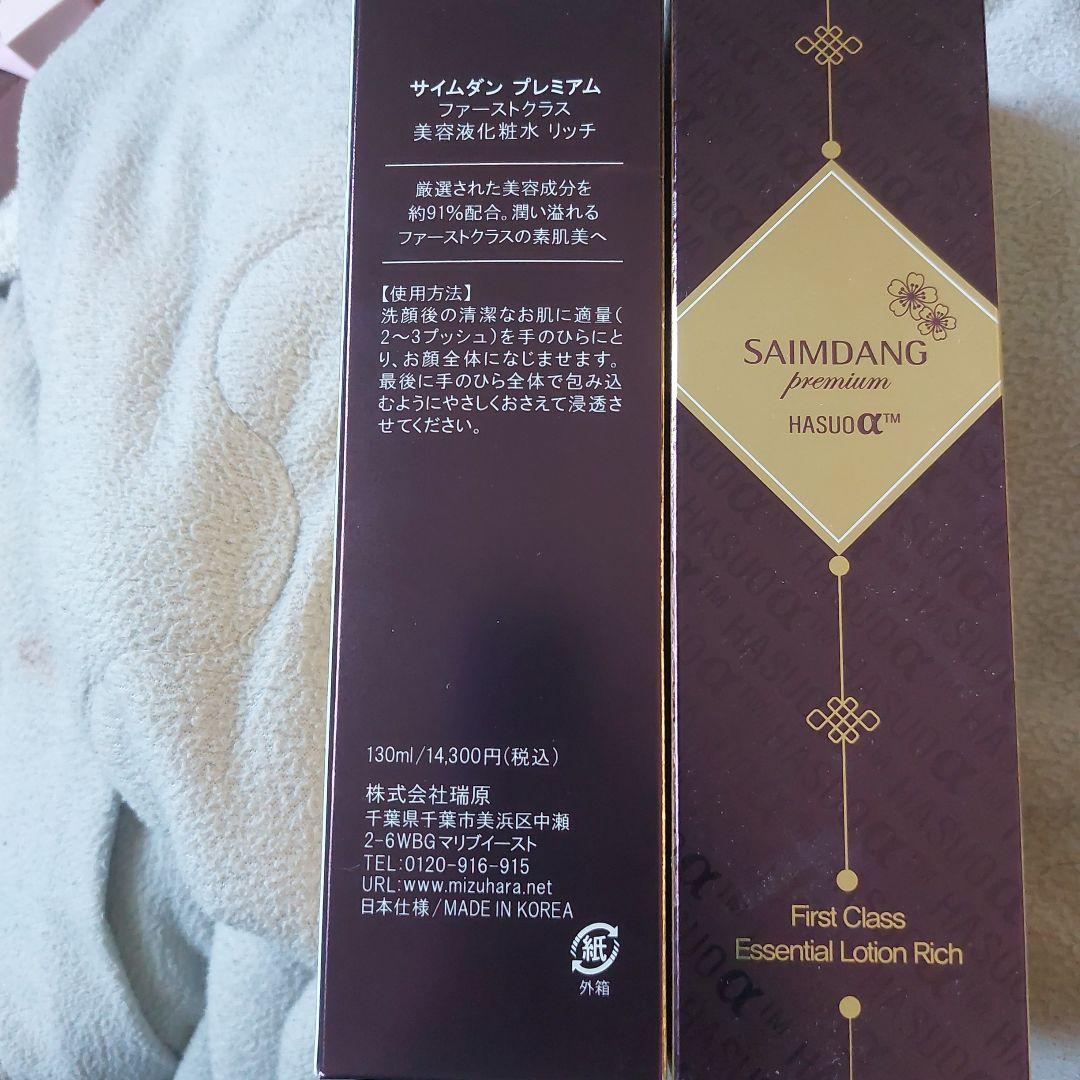 サイムダン プレミアム
ファーストクラス
美容液化粧水 リッチ
厳選された美容成分を
約91%配合。潤い溢れる
ファーストクラスの素肌美へ
【使用方法】
洗顔後の清潔なお肌に適量(
2〜3プッシュ)を手のひらにと
り、お顔全体になじませます。
最後に手のひら全体で包み込
むようにやさしくおさえて浸透さ
せてください。
130ml/14,300円(税込)
株式会社瑞原
千葉県千葉市美浜区中瀬
2-6WBGマリブイースト
TEL:0120-916-915
URL:www.mizuhara.net
日本仕様/MADE IN KOREA
紙
外箱
SAIMDANG
premium
HASUOα™
First Class
Essential Lotion Rich